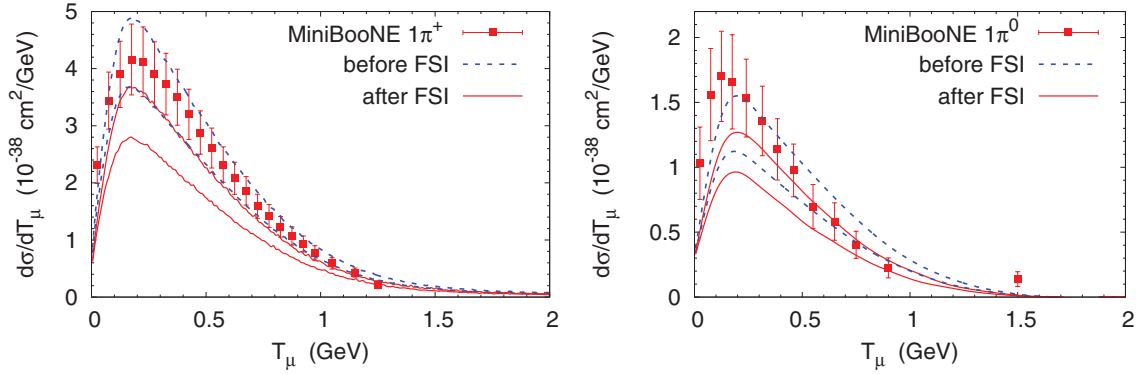 dσ/dTμ (10⁻³⁸ cm²/GeV)
5
4
3
2
1
0
MiniBooNE 1π⁺
before FSI
after FSI
0 0.5 1 1.5 2
Tμ (GeV)
dσ/dTμ (10⁻³⁸ cm²/GeV)
2
1.5
1
0.5
0
MiniBooNE 1π⁰
before FSI
after FSI
0 0.5 1 1.5 2
Tμ (GeV)